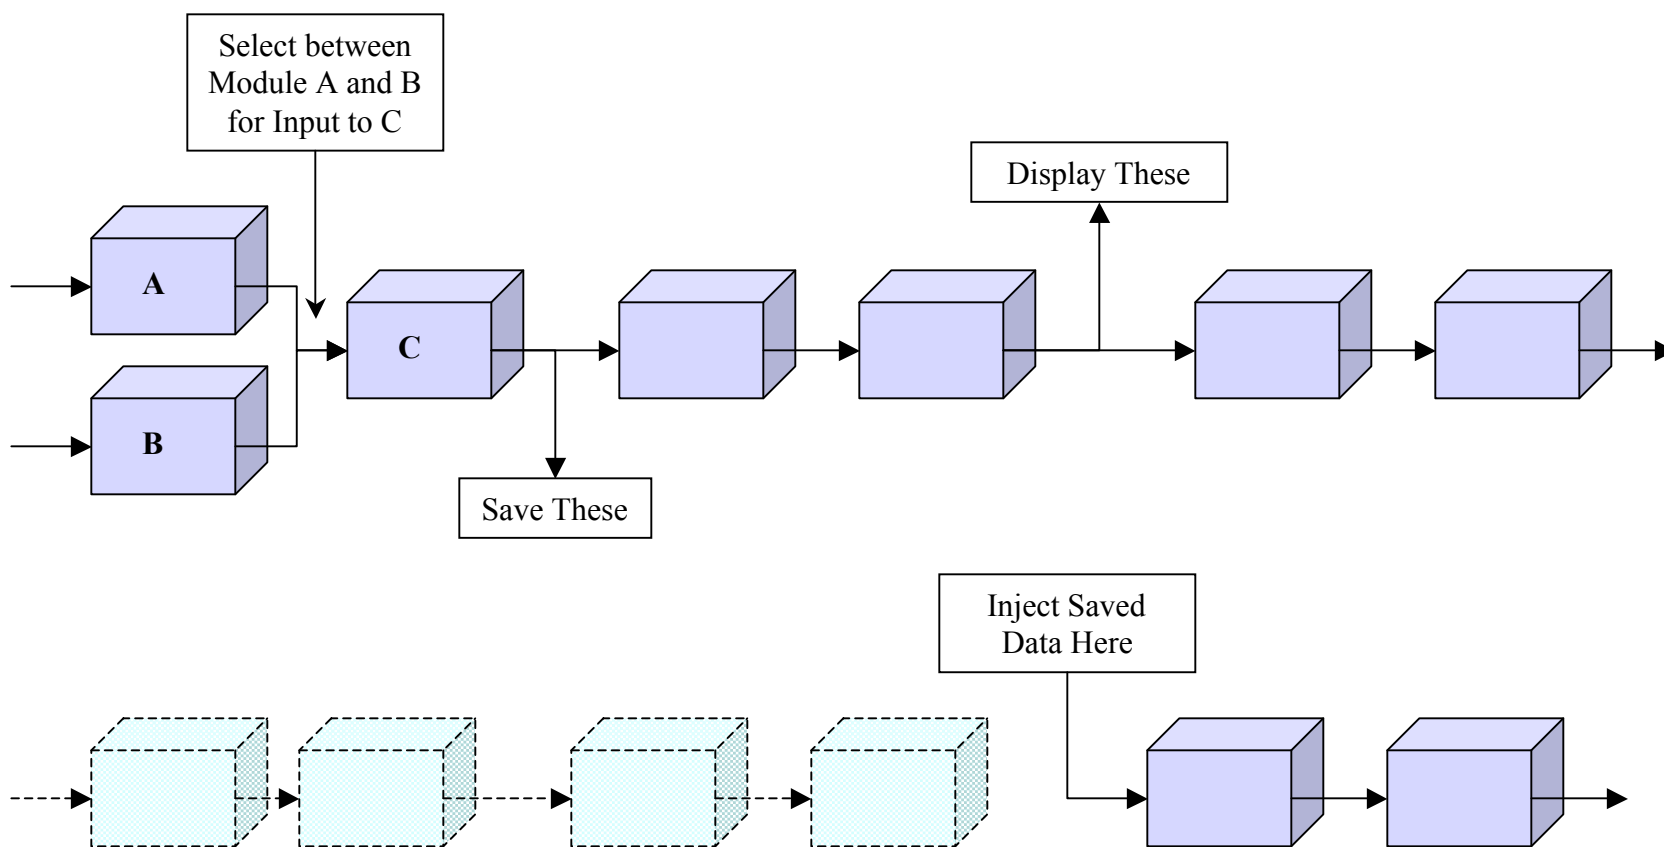 Select between
Module A and B
for Input to C
Display These
A
C
B
Save These
Inject Saved
Data Here